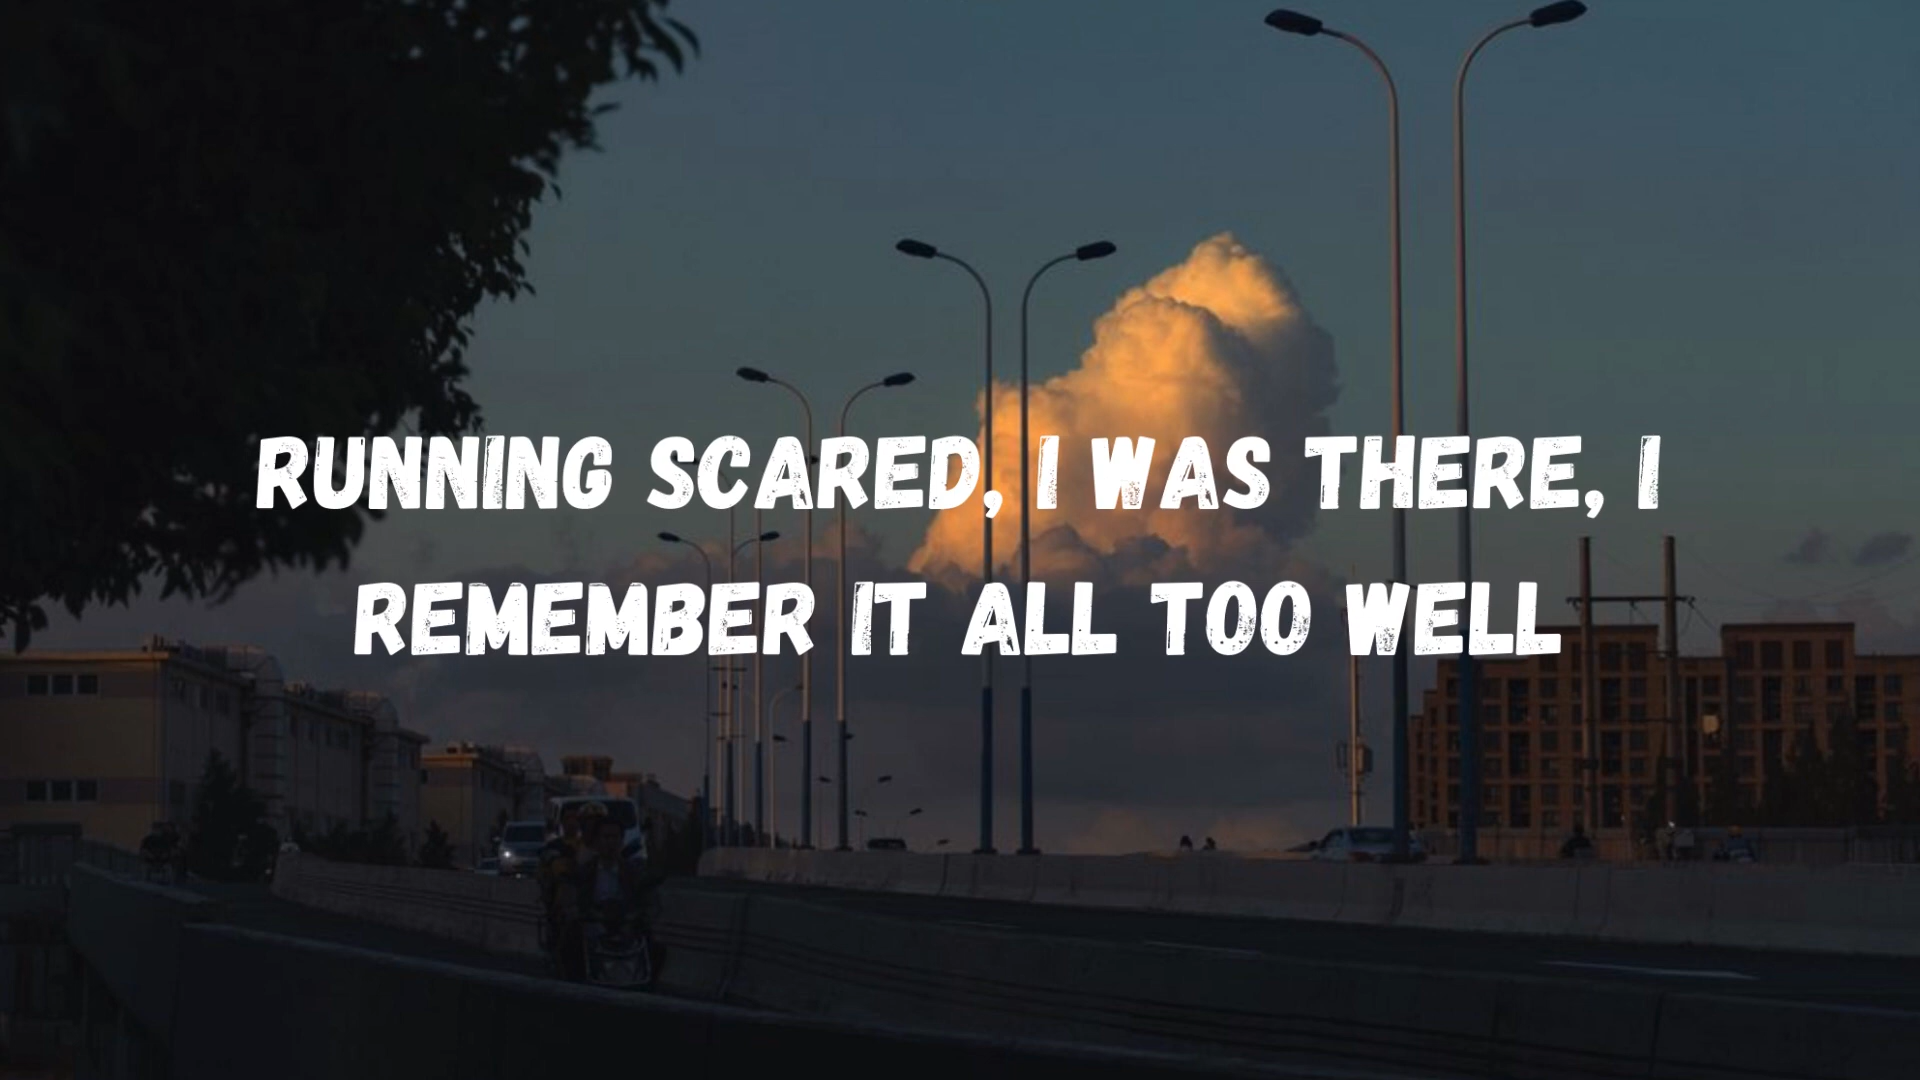 RUNNING SCARED, I WAS THERE, I
REMEMBER IT ALL TOO WELL